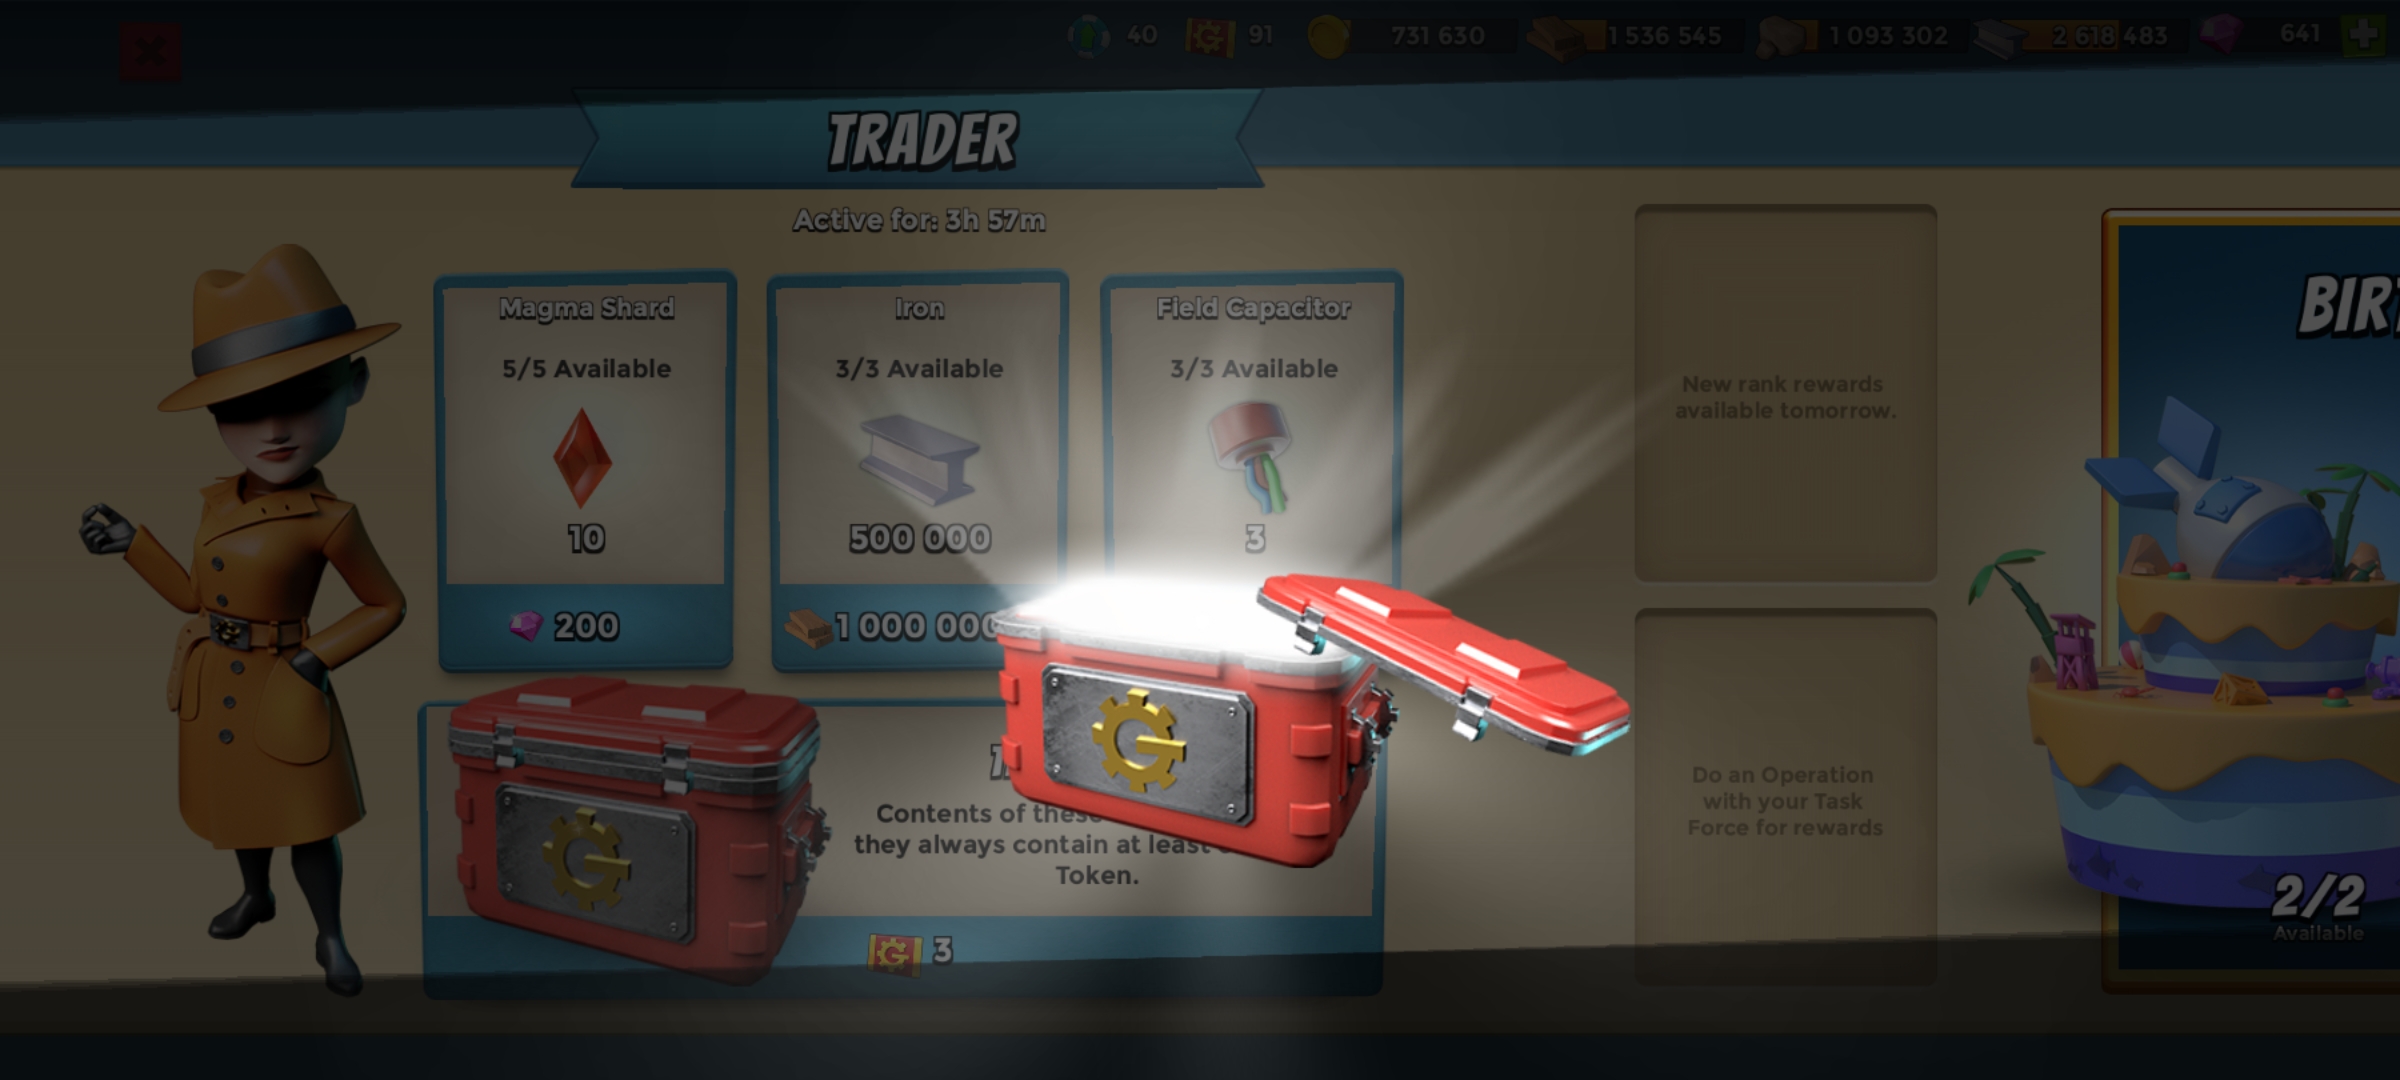 40 91 731 630 1 536 545 1 093 302 2 618 483 641
TRADER
Active for: 3h 57m
Magma Shard
5/5 Available
10
200
Iron
3/3 Available
500 000
1 000 000
Field Capacitor
3/3 Available
3
Contents of these
they always contain at least
Token.
3
New rank rewards
available tomorrow.
Do an Operation
with your Task
Force for rewards
2/2
Available